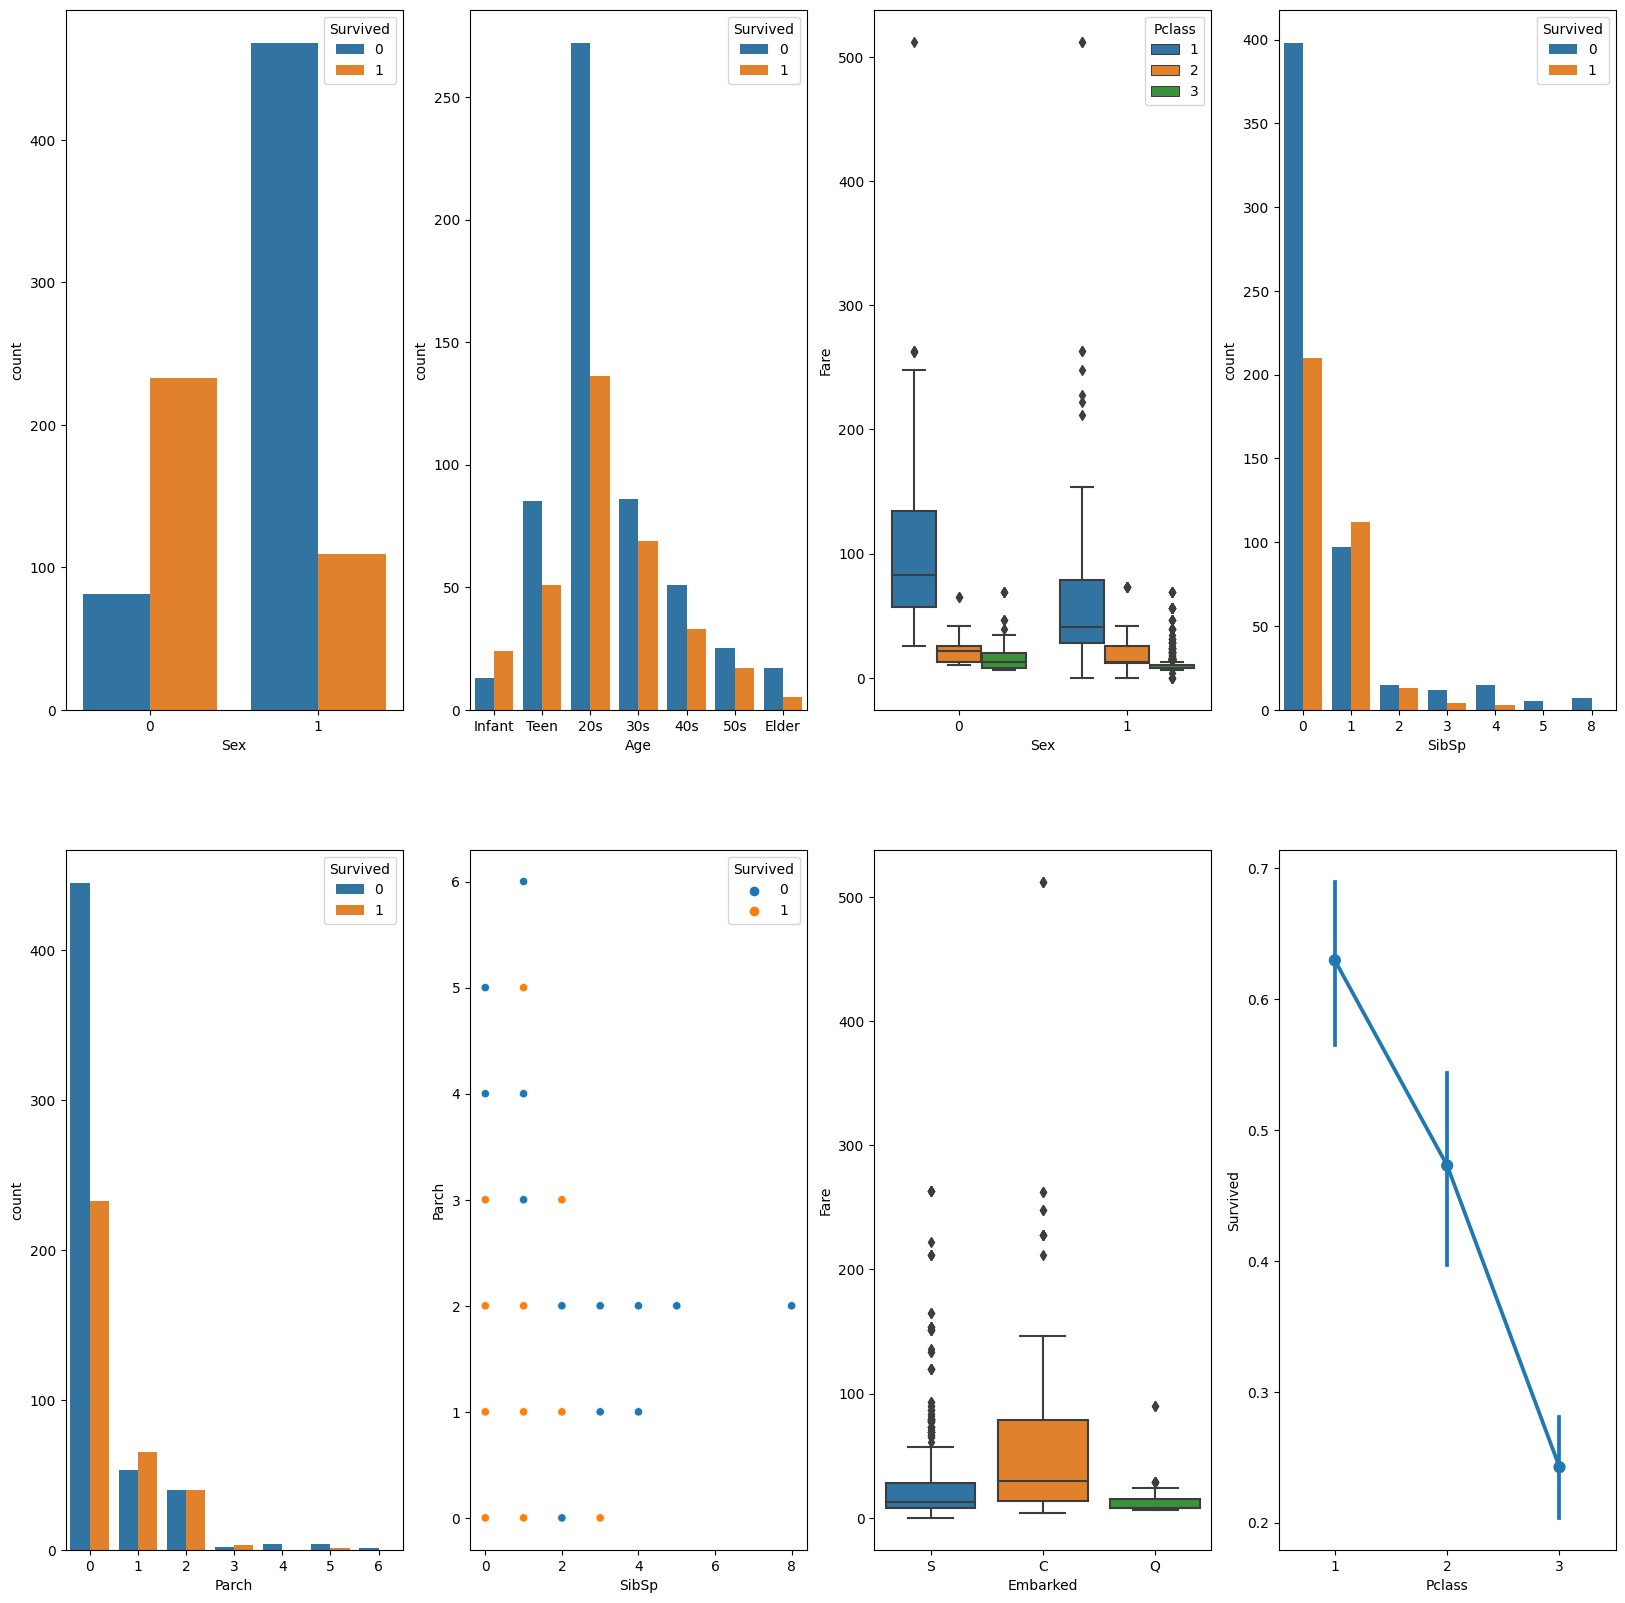 Survived
0
1
400
300
200
100
0
count
0 1
Sex
Survived
0
1
250
200
150
100
50
0
count
Infant Teen 20s 30s 40s 50s Elder
Age
Pclass
1
2
3
500
400
300
200
100
0
Fare
0 1
Sex
Survived
0
1
400
350
300
250
200
150
100
50
0
count
0 1 2 3 4 5 8
SibSp
Survived
0
1
400
300
200
100
0
count
0 1 2 3 4 5 6
Parch
Survived
0
1
6
5
4
3
2
1
0
Parch
0 2 4 6 8
SibSp
500
400
300
200
100
0
Fare
S C Q
Embarked
0.7
0.6
0.5
0.4
0.3
0.2
Survived
1 2 3
Pclass